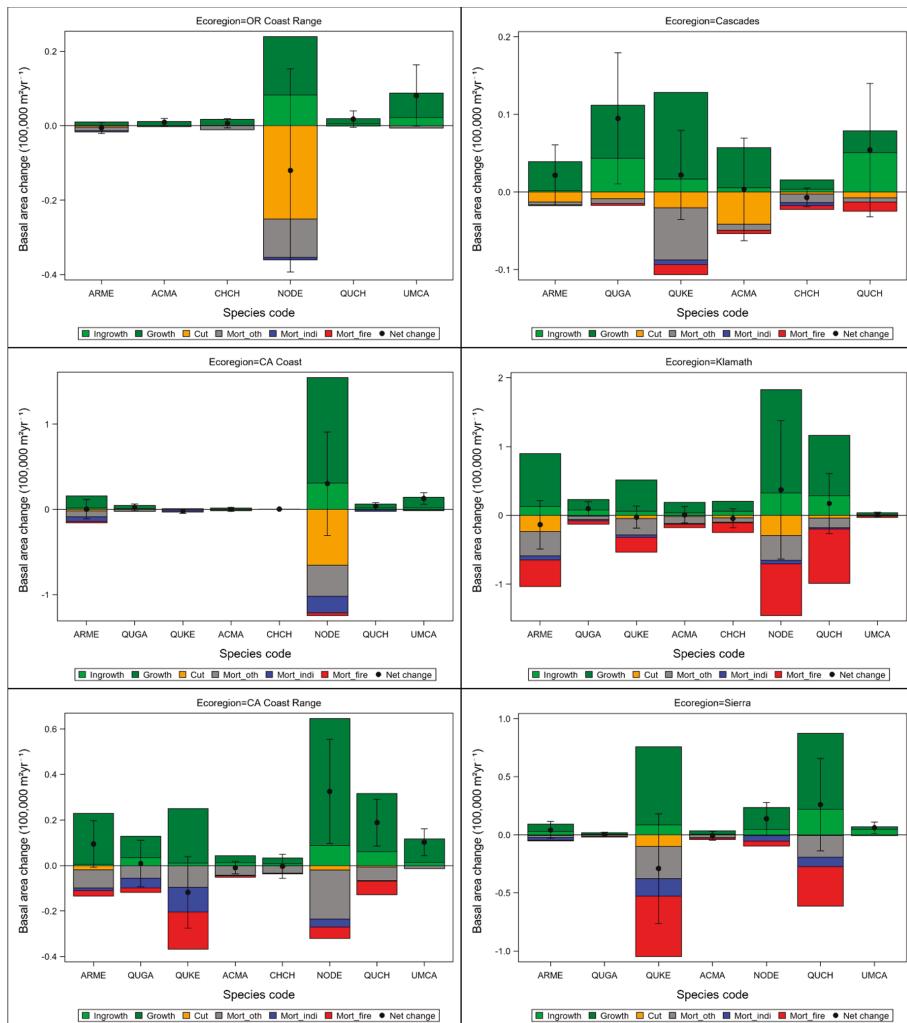 Ecoregion=OR Coast Range
Basal area change (100,000 m²yr⁻¹)
0.2
0.0
-0.2
-0.4
ARME ACMA CHCH NODE QUCH UMCA
Species code
Ingrowth Growth Cut Mort_oth Mort_indi Mort_fire Net change
Ecoregion=Cascades
Basal area change (100,000 m²yr⁻¹)
0.2
0.1
0.0
-0.1
ARME QUGA QUKE ACMA CHCH QUCH
Species code
Ingrowth Growth Cut Mort_oth Mort_indi Mort_fire Net change
Ecoregion=CA Coast
Basal area change (100,000 m²yr⁻¹)
1
0
-1
ARME QUGA QUKE ACMA CHCH NODE QUCH UMCA
Species code
Ingrowth Growth Cut Mort_oth Mort_indi Mort_fire Net change
Ecoregion=Klamath
Basal area change (100,000 m²yr⁻¹)
2
1
0
-1
ARME QUGA QUKE ACMA CHCH NODE QUCH UMCA
Species code
Ingrowth Growth Cut Mort_oth Mort_indi Mort_fire Net change
Ecoregion=CA Coast Range
Basal area change (100,000 m²yr⁻¹)
0.6
0.4
0.2
0.0
-0.2
-0.4
ARME QUGA QUKE ACMA CHCH NODE QUCH UMCA
Species code
Ingrowth Growth Cut Mort_oth Mort_indi Mort_fire Net change
Ecoregion=Sierra
Basal area change (100,000 m²yr⁻¹)
1.0
0.5
0.0
-0.5
-1.0
ARME QUGA QUKE ACMA NODE QUCH UMCA
Species code
Ingrowth Growth Cut Mort_oth Mort_indi Mort_fire Net change